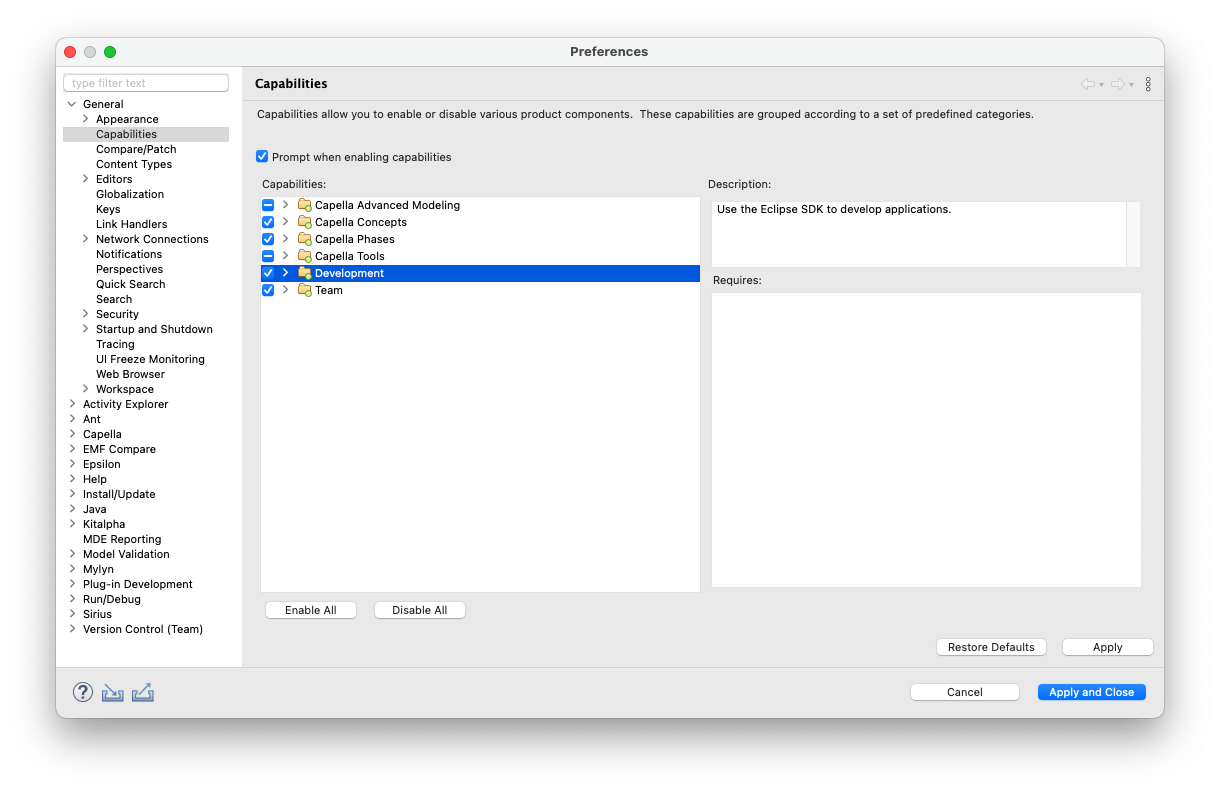 Preferences
type filter text
General
Appearance
Capabilities
Compare/Patch
Content Types
Editors
Globalization
Keys
Link Handlers
Network Connections
Notifications
Perspectives
Quick Search
Search
Security
Startup and Shutdown
Tracing
UI Freeze Monitoring
Web Browser
Workspace
Activity Explorer
Ant
Capella
EMF Compare
Epsilon
Help
Install/Update
Java
Kitalpha
MDE Reporting
Model Validation
Mylyn
Plug-in Development
Run/Debug
Sirius
Version Control (Team)
Capabilities
Capabilities allow you to enable or disable various product components.  These capabilities are grouped according to a set of predefined categories.
Prompt when enabling capabilities
Capabilities:
Capella Advanced Modeling
Capella Concepts
Capella Phases
Capella Tools
Development
Team
Description:
Use the Eclipse SDK to develop applications.
Requires:
Enable All
Disable All
Restore Defaults
Apply
?
Cancel
Apply and Close